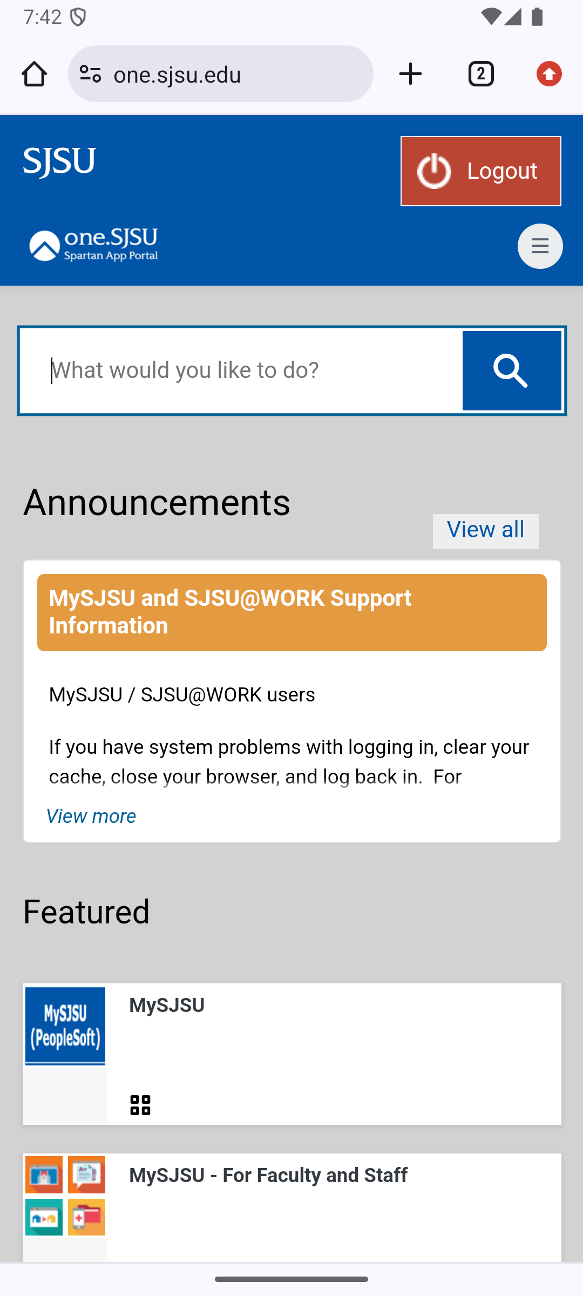 7:42
one.sjsu.edu
2
SJSU
Logout
one.SJSU
Spartan App Portal
What would you like to do?
Announcements
View all
MySJSU and SJSU@WORK Support
Information
MySJSU / SJSU@WORK users
If you have system problems with logging in, clear your
cache, close your browser, and log back in. For
View more
Featured
MySJSU
(PeopleSoft)
MySJSU
MySJSU - For Faculty and Staff